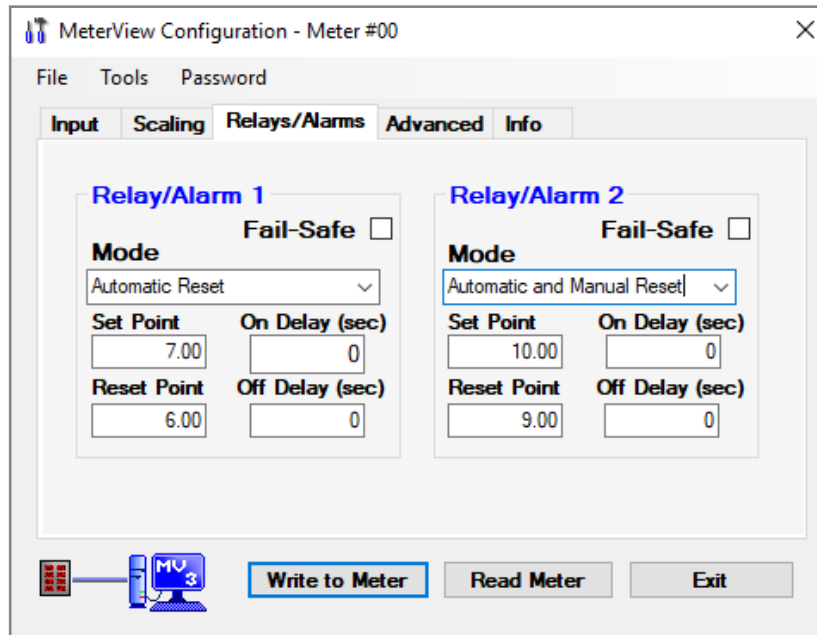 MeterView Configuration - Meter #00
File Tools Password
Input Scaling Relays/Alarms Advanced Info
Relay/Alarm 1
Fail-Safe
Mode
Automatic Reset
Set Point On Delay (sec)
7.00 0
Reset Point Off Delay (sec)
6.00 0
Relay/Alarm 2
Fail-Safe
Mode
Automatic and Manual Reset
Set Point On Delay (sec)
10.00 0
Reset Point Off Delay (sec)
9.00 0
MV
3
Write to Meter Read Meter Exit